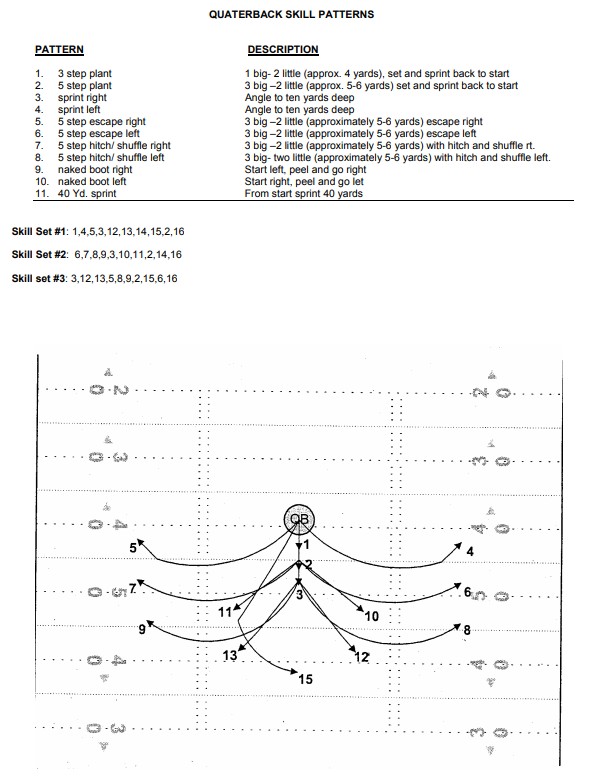 QUATERBACK SKILL PATTERNS
PATTERN DESCRIPTION
1. 3 step plant 1 big- 2 little (approx. 4 yards), set and sprint back to start
2. 5 step plant 3 big –2 little (approx. 5-6 yards) set and sprint back to start
3. sprint right Angle to ten yards deep
4. sprint left Angle to ten yards deep
5. 5 step escape right 3 big –2 little (approximately 5-6 yards) escape right
6. 5 step escape left 3 big –2 little (approximately 5-6 yards) escape left
7. 5 step hitch/ shuffle right 3 big –2 little (approximately 5-6 yards) with hitch and shuffle rt.
8. 5 step hitch/ shuffle left 3 big- two little (approximately 5-6 yards) with hitch and shuffle left.
9. naked boot right Start left, peel and go right
10. naked boot left Start right, peel and go let
11. 40 Yd. sprint From start sprint 40 yards
Skill Set #1: 1,4,5,3,12,13,14,15,2,16
Skill Set #2: 6,7,8,9,3,10,11,2,14,16
Skill set #3: 3,12,13,5,8,9,2,15,6,16
2 0 2 0
3 0 3 0
QB
4 0 4 0
1
5 4
2
7 5 0 3 6 5 0
11 10
9 8
4 0 13 12 4 0
15
3 0 3 0